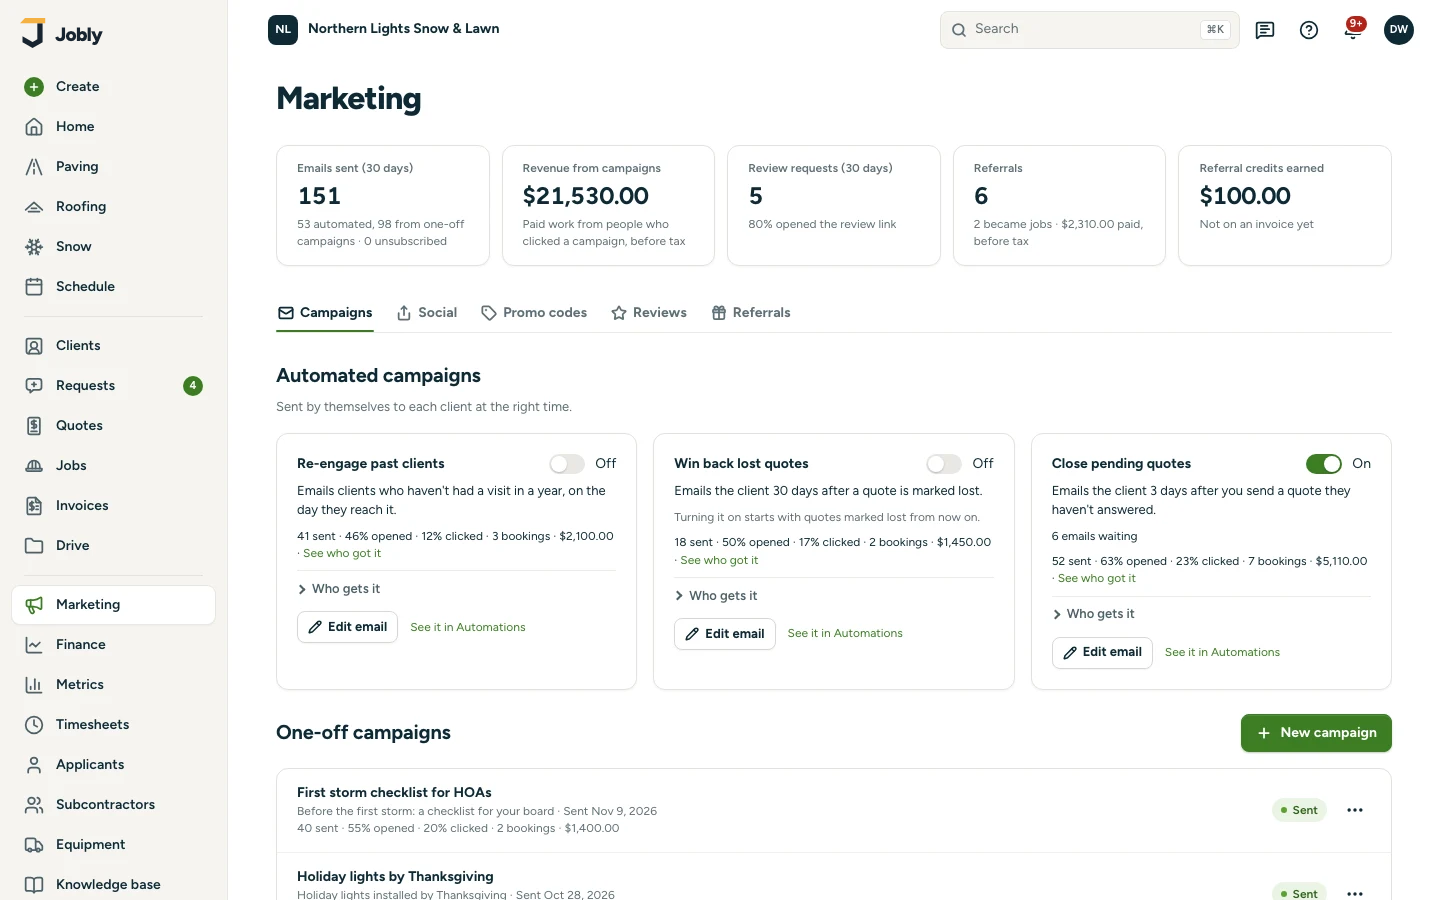 Jobly
NL
Northern Lights Snow & Lawn
Search
⌘K
9+
DW
Create
Home
Paving
Roofing
Snow
Schedule
Clients
Requests
4
Quotes
Jobs
Invoices
Drive
Marketing
Finance
Metrics
Timesheets
Applicants
Subcontractors
Equipment
Knowledge base
Marketing
Emails sent (30 days)
151
53 automated, 98 from one-off
campaigns · 0 unsubscribed
Revenue from campaigns
$21,530.00
Paid work from people who
clicked a campaign, before tax
Review requests (30 days)
5
80% opened the review link
Referrals
6
2 became jobs · $2,310.00 paid,
before tax
Referral credits earned
$100.00
Not on an invoice yet
Campaigns
Social
Promo codes
Reviews
Referrals
Automated campaigns
Sent by themselves to each client at the right time.
Re-engage past clients
Off
Emails clients who haven't had a visit in a year, on the
day they reach it.
41 sent · 46% opened · 12% clicked · 3 bookings · $2,100.00
· See who got it
Who gets it
Edit email
See it in Automations
Win back lost quotes
Off
Emails the client 30 days after a quote is marked lost.
Turning it on starts with quotes marked lost from now on.
18 sent · 50% opened · 17% clicked · 2 bookings · $1,450.00
· See who got it
Who gets it
Edit email
See it in Automations
Close pending quotes
On
Emails the client 3 days after you send a quote they
haven't answered.
6 emails waiting
52 sent · 63% opened · 23% clicked · 7 bookings · $5,110.00
· See who got it
Who gets it
Edit email
See it in Automations
One-off campaigns
New campaign
First storm checklist for HOAs
Before the first storm: a checklist for your board · Sent Nov 9, 2026
40 sent · 55% opened · 20% clicked · 2 bookings · $1,400.00
Sent
Holiday lights by Thanksgiving
Holiday lights installed by Thanksgiving · Sent Oct 28, 2026
Sent